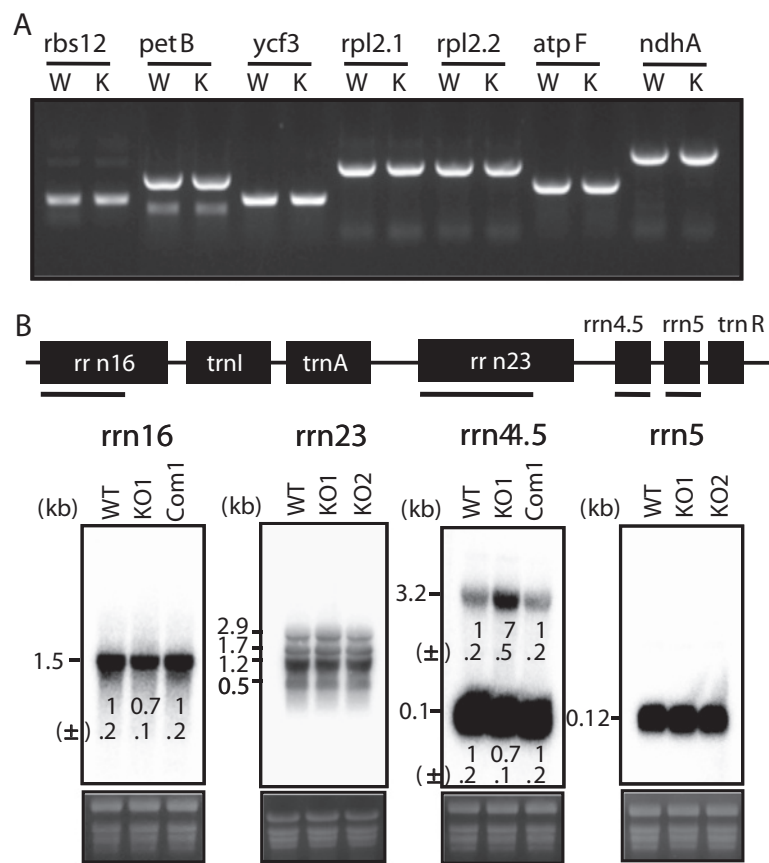 A
rbs12 petB ycf3 rpl2.1 rpl2.2 atpF ndhA
W K W K W K W K W K W K W K
B
rrn4.5 rrn5 trnR
rrn16 trnI trnA rrn23
rrn16 rrn23 rrn44.5 rrn5
(kb) WT KO1 Com1 (kb) WT KO1 KO2 (kb) WT KO1 Com1 (kb) WT KO1 KO2
1.5
1 0.7 1
(±) .2 .1 .2
2.9
1.7
1.2
0.5
3.2
1 7 1
(±) .2 .5 .2
0.1
1 0.7 1
(±) .2 .1 .2
0.12